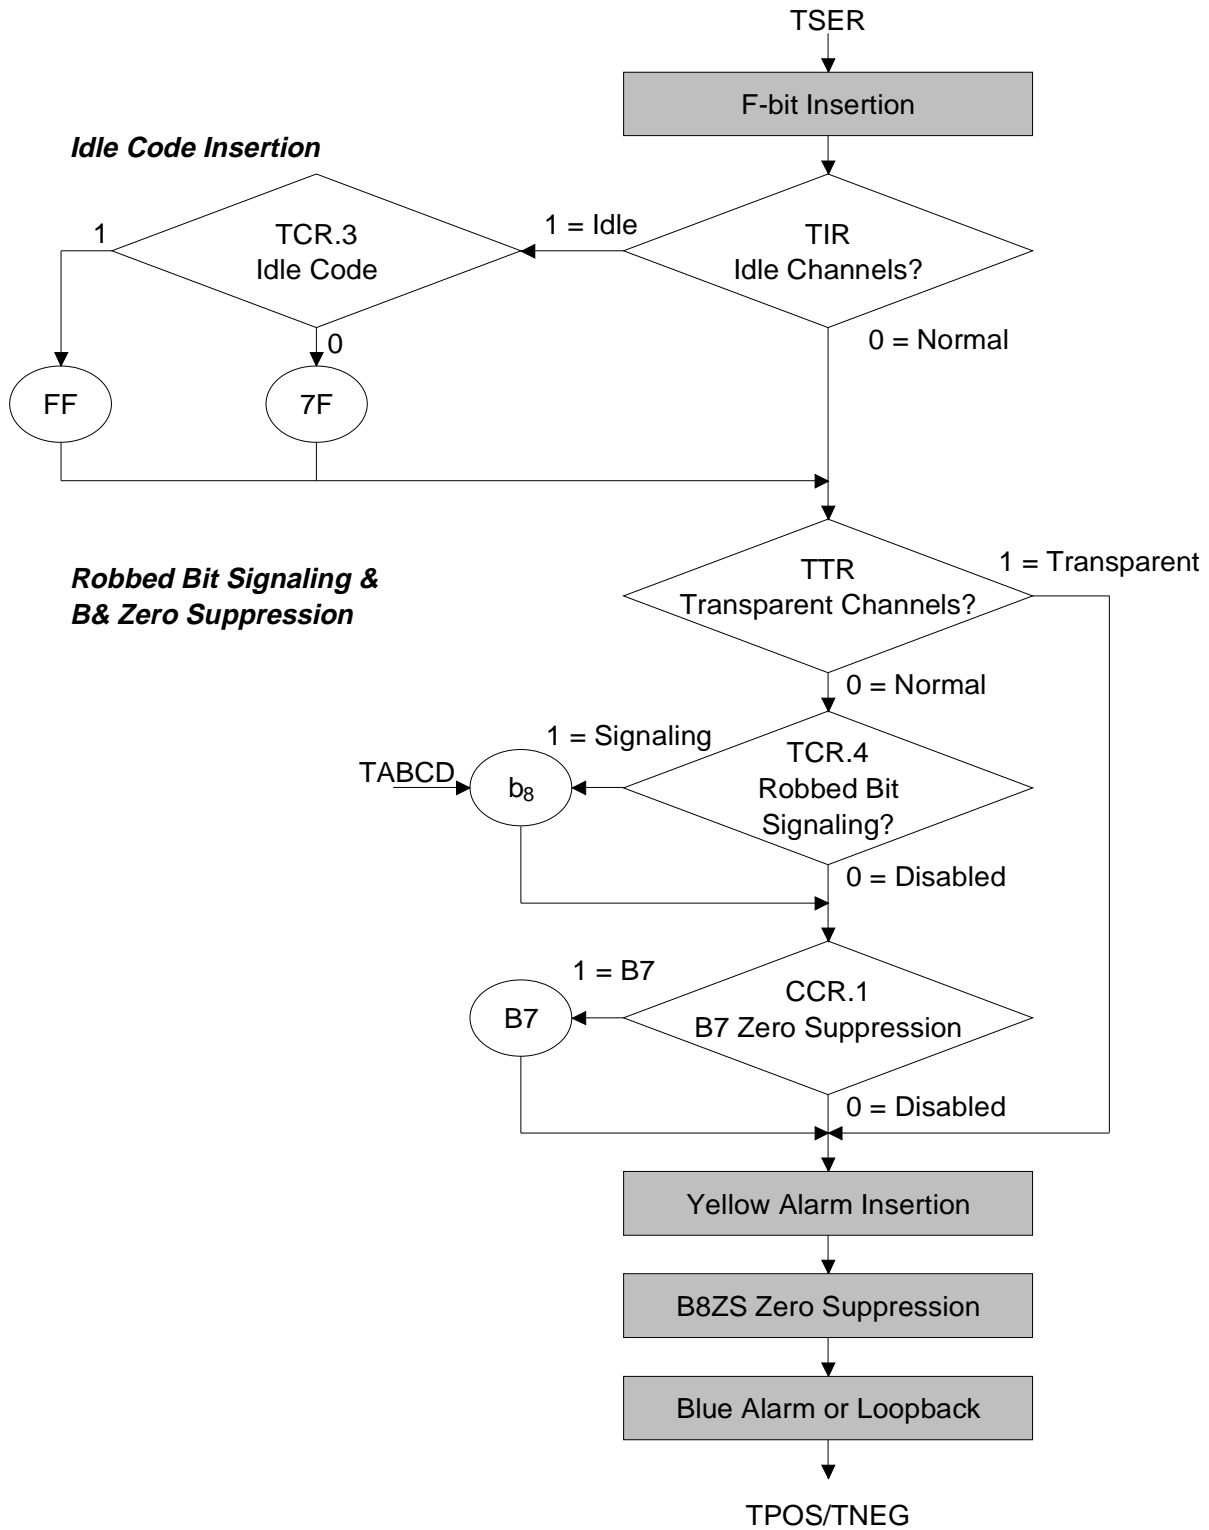 TSER
F-bit Insertion
Idle Code Insertion
TCR.3
Idle Code
1
0
1 = Idle
TIR
Idle Channels?
0 = Normal
FF
7F
Robbed Bit Signaling &
B& Zero Suppression
TTR
Transparent Channels?
1 = Transparent
0 = Normal
1 = Signaling
TABCD
b8
TCR.4
Robbed Bit
Signaling?
0 = Disabled
1 = B7
B7
CCR.1
B7 Zero Suppression
0 = Disabled
Yellow Alarm Insertion
B8ZS Zero Suppression
Blue Alarm or Loopback
TPOS/TNEG